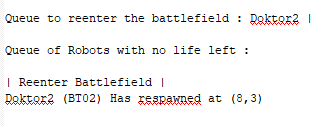 Queue to reenter the battlefield : Doktor2 |
Queue of Robots with no life left :
| Reenter Battlefield |
Doktor2 (BT02) Has respawned at (8,3)